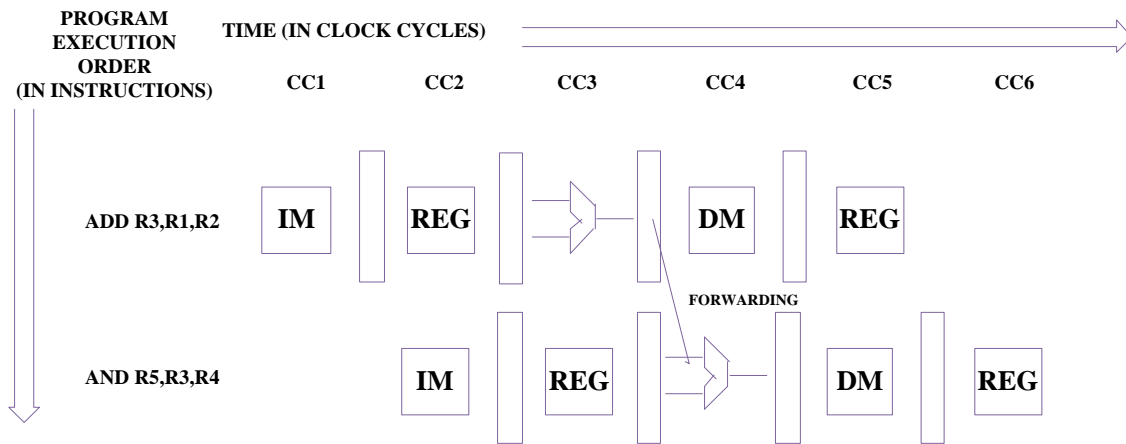 PROGRAM
EXECUTION
ORDER
(IN INSTRUCTIONS)
TIME (IN CLOCK CYCLES)
CC1 CC2 CC3 CC4 CC5 CC6
ADD R3,R1,R2 IM REG DM REG
FORWARDING
AND R5,R3,R4 IM REG DM REG